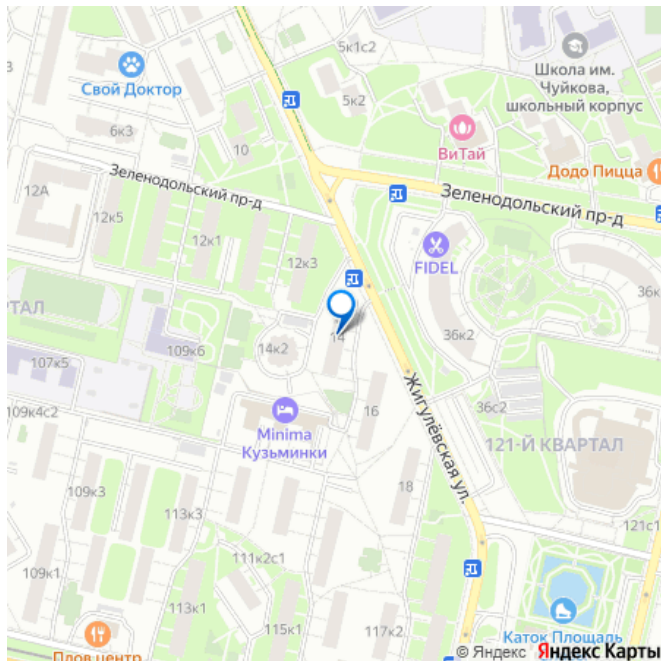 5к1с2
Школа им.
Чуйкова,
школьный корпус
Свой Доктор
5к2
6к3
10
ВиТай
Додо Пицца
Зеленодольский пр-д
Зеленодольский пр-д
12А
12к5
12к1
12к3
FIDEL
36к
РТАЛ
36к2
109к6
14к2
14
107к5
Жигулёвская ул.
36с2
109к4с2
16
Minima
Кузьминки
121-Й КВАРТАЛ
109к3
18
113к3
121с1
111к2с1
109к1
113к1
115к1
117к2
Каток Площадь
Плов центр
© Яндекс Яндекс Карты